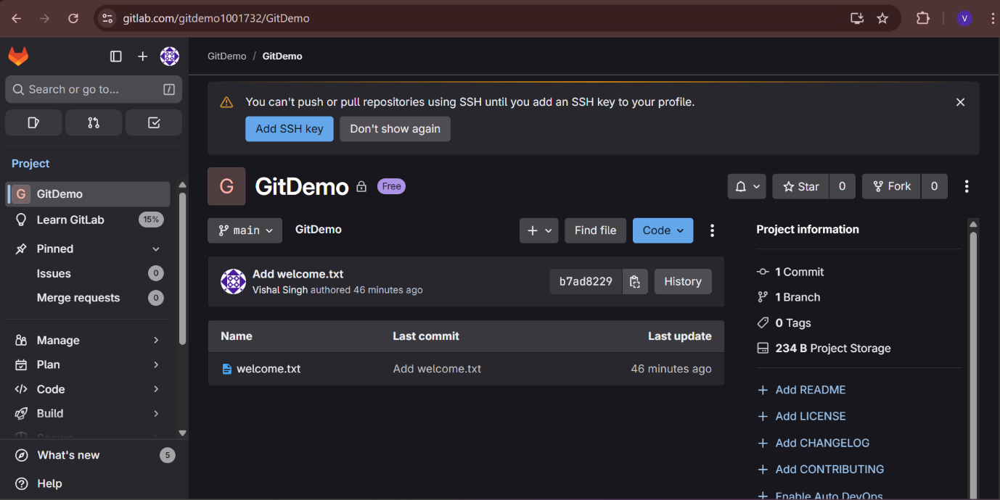 gitlab.com/gitdemo1001732/GitDemo
V
Search or go to...
/
Project
G GitDemo
Learn GitLab 15%
Pinned
Issues 0
Merge requests 0
Manage
Plan
Code
Build
Secure
What's new 5
Help
GitDemo / GitDemo
You can't push or pull repositories using SSH until you add an SSH key to your profile.
Add SSH key Don't show again
G GitDemo Free
Star 0 Fork 0
main GitDemo
Find file Code
Add welcome.txt
Vishal Singh authored 46 minutes ago
b7ad8229 History
Name Last commit Last update
welcome.txt Add welcome.txt 46 minutes ago
Project information
1 Commit
1 Branch
0 Tags
234 B Project Storage
Add README
Add LICENSE
Add CHANGELOG
Add CONTRIBUTING
Enable Auto DevOps